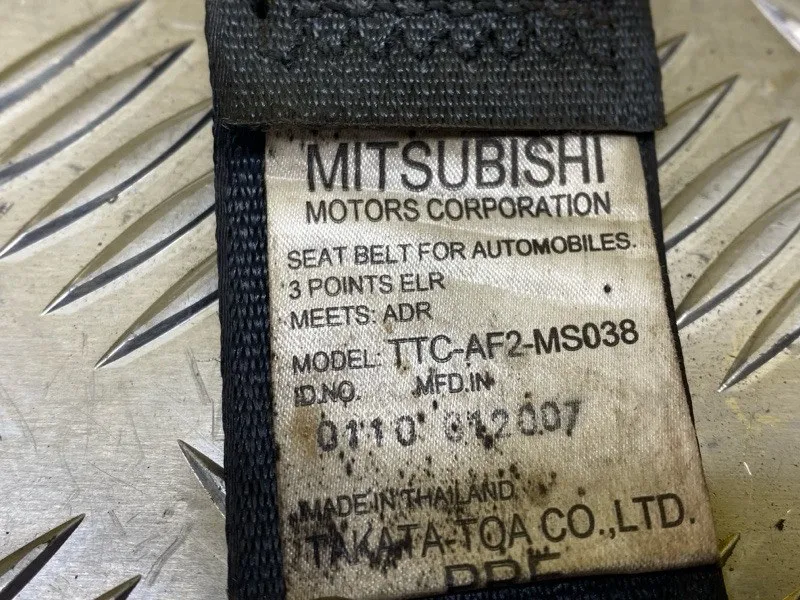 MITSUBISHI
MOTORS CORPORATION
SEAT BELT FOR AUTOMOBILES.
3 POINTS ELR
MEETS: ADR
MODEL: TTC-AF2-MS038
ID.NO. MFD.IN
0110 012007
MADE IN THAILAND
TAKATA-TOA CO.,LTD.